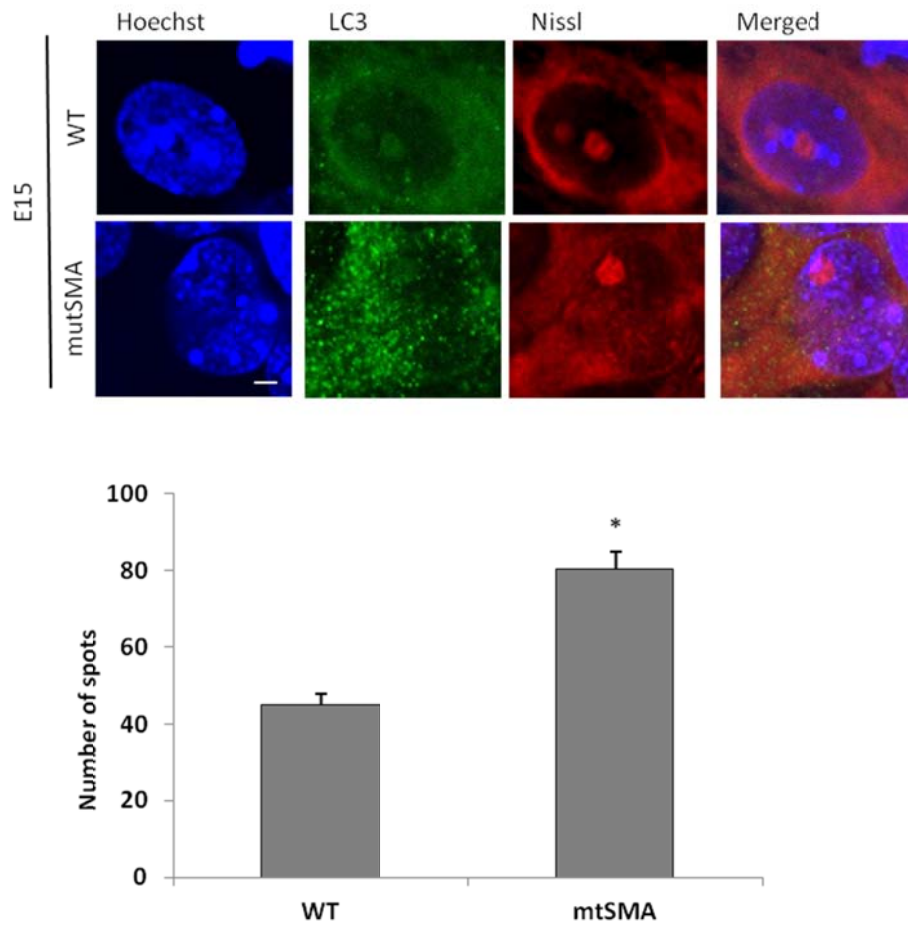 Hoechst LC3 Nissl Merged
E15
WT
mutSMA
100
*
80
60
40
20
0
Number of spots
WT mtSMA